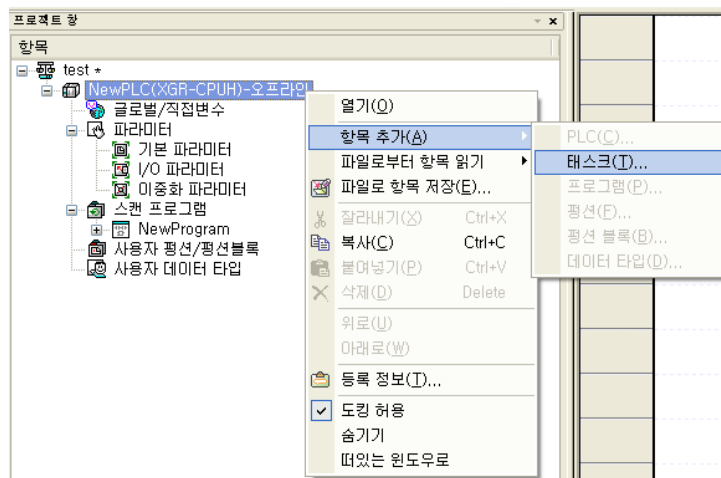 프로젝트 창
항목
test *
NewPLC(XGR-CPUH)-오프라인
글로벌/직접변수
파라미터
기본 파라미터
I/O 파라미터
이중화 파라미터
스캔 프로그램
NewProgram
사용자 펑션/펑션블록
사용자 데이터 타입
열기(O)
항목 추가(A)
파일로부터 항목 읽기
파일로 항목 저장(E)...
잘라내기(X) Ctrl+X
복사(C) Ctrl+C
붙여넣기(P) Ctrl+V
삭제(D) Delete
위로(U)
아래로(W)
등록 정보(T)...
도킹 허용
숨기기
떠있는 윈도우로
PLC(C)...
태스크(T)...
프로그램(P)...
펑션(F)...
펑션 블록(B)...
데이터 타입(D)...